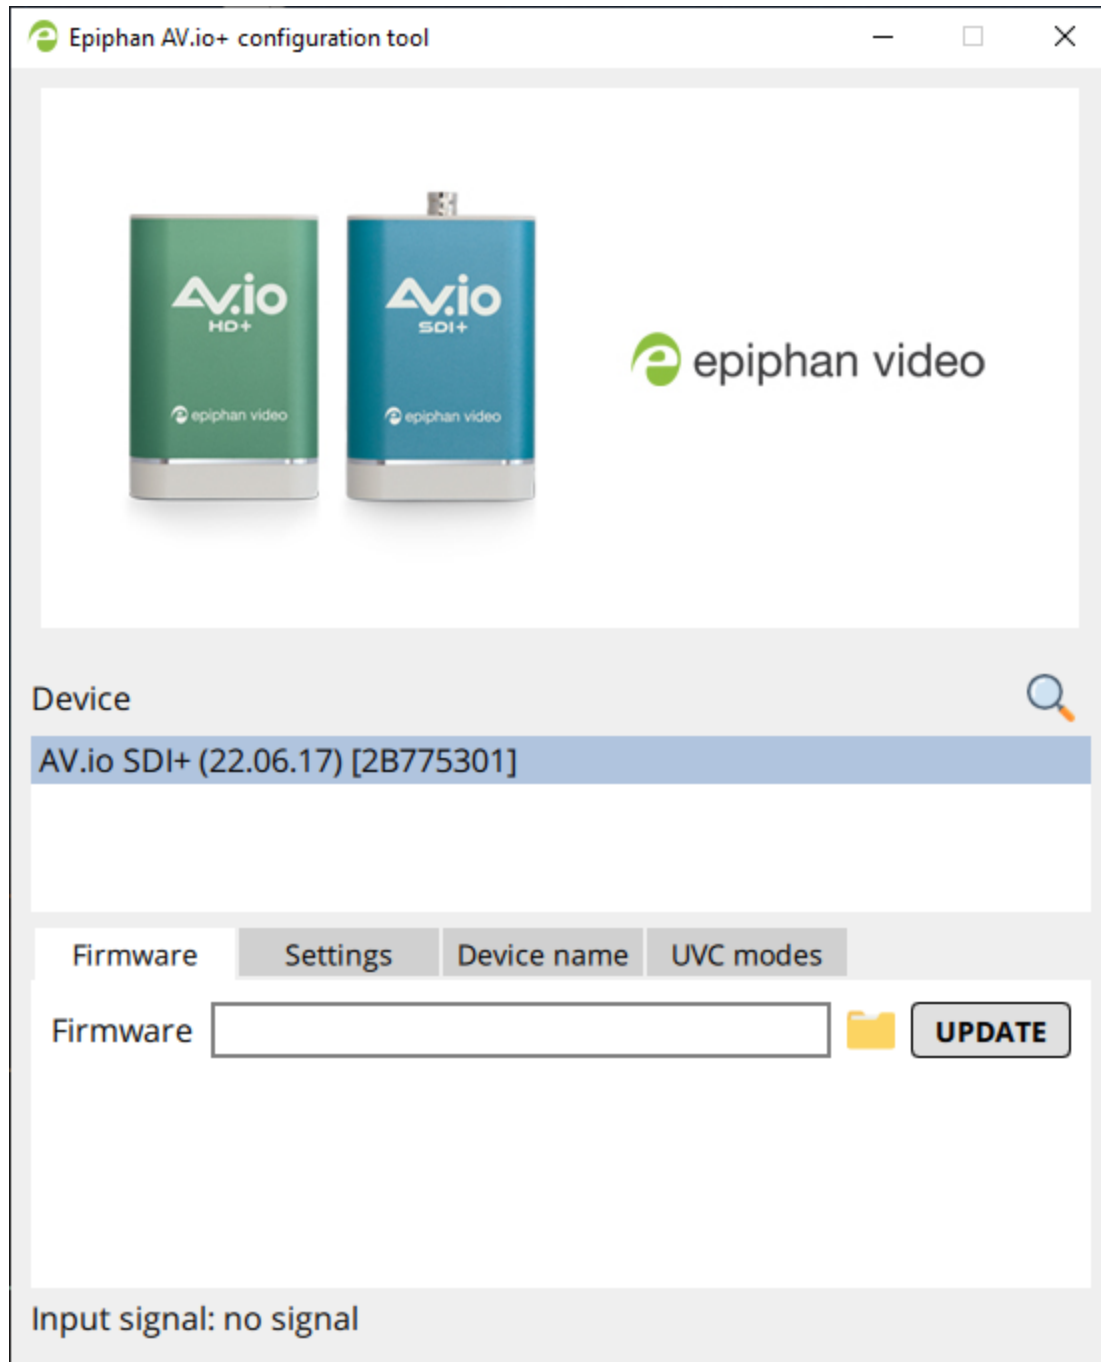 Epiphan AV.io+ configuration tool
AV.io
HD+
epiphan video
AV.io
SDI+
epiphan video
epiphan video
Device
AV.io SDI+ (22.06.17) [2B775301]
Firmware
Settings
Device name
UVC modes
Firmware
UPDATE
Input signal: no signal